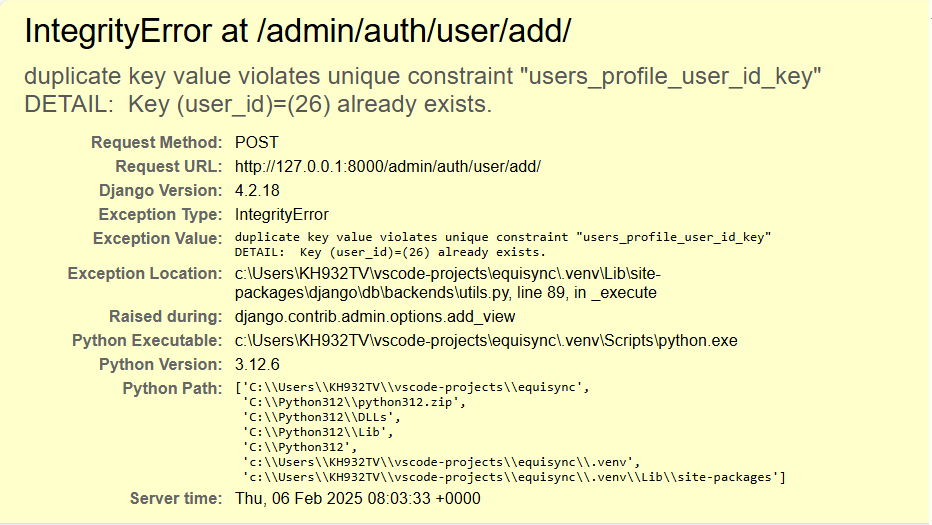 IntegrityError at /admin/auth/user/add/
duplicate key value violates unique constraint "users_profile_user_id_key"
DETAIL:  Key (user_id)=(26) already exists.
Request Method: POST
Request URL: http://127.0.0.1:8000/admin/auth/user/add/
Django Version: 4.2.18
Exception Type: IntegrityError
Exception Value: duplicate key value violates unique constraint "users_profile_user_id_key"
DETAIL:  Key (user_id)=(26) already exists.
Exception Location: c:\Users\KH932TV\vscode-projects\equisync\.venv\Lib\site-
packages\django\db\backends\utils.py, line 89, in _execute
Raised during: django.contrib.admin.options.add_view
Python Executable: c:\Users\KH932TV\vscode-projects\equisync\.venv\Scripts\python.exe
Python Version: 3.12.6
Python Path: ['C:\\Users\\KH932TV\\vscode-projects\\equisync',
'C:\\Python312\\python312.zip',
'C:\\Python312\\DLLs',
'C:\\Python312\\Lib',
'C:\\Python312',
'c:\\Users\\KH932TV\\vscode-projects\\equisync\\.venv',
'c:\\Users\\KH932TV\\vscode-projects\\equisync\\.venv\\Lib\\site-packages']
Server time: Thu, 06 Feb 2025 08:03:33 +0000